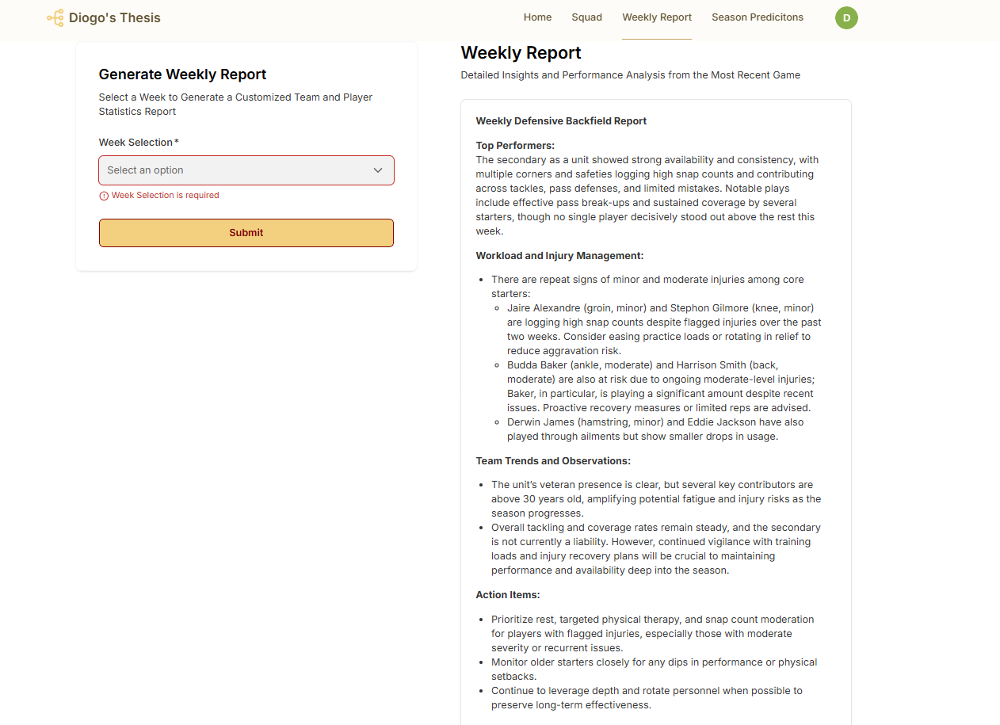 Diogo's Thesis
Home
Squad
Weekly Report
Season Predicitons
D
Generate Weekly Report
Select a Week to Generate a Customized Team and Player
Statistics Report
Week Selection*
Select an option
Week Selection is required
Submit
Weekly Report
Detailed Insights and Performance Analysis from the Most Recent Game
Weekly Defensive Backfield Report
Top Performers:
The secondary as a unit showed strong availability and consistency, with
multiple corners and safeties logging high snap counts and contributing
across tackles, pass defenses, and limited mistakes. Notable plays
include effective pass break-ups and sustained coverage by several
starters, though no single player decisively stood out above the rest this
week.
Workload and Injury Management:
• There are repeat signs of minor and moderate injuries among core
starters:
◦ Jaire Alexandre (groin, minor) and Stephon Gilmore (knee, minor)
are logging high snap counts despite flagged injuries over the past
two weeks. Consider easing practice loads or rotating in relief to
reduce aggravation risk.
◦ Budda Baker (ankle, moderate) and Harrison Smith (back,
moderate) are also at risk due to ongoing moderate-level injuries;
Baker, in particular, is playing a significant amount despite recent
issues. Proactive recovery measures or limited reps are advised.
◦ Derwin James (hamstring, minor) and Eddie Jackson have also
played through ailments but show smaller drops in usage.
Team Trends and Observations:
• The unit’s veteran presence is clear, but several key contributors are
above 30 years old, amplifying potential fatigue and injury risks as the
season progresses.
• Overall tackling and coverage rates remain steady, and the secondary
is not currently a liability. However, continued vigilance with training
loads and injury recovery plans will be crucial to maintaining
performance and availability deep into the season.
Action Items:
• Prioritize rest, targeted physical therapy, and snap count moderation
for players with flagged injuries, especially those with moderate
severity or recurrent issues.
• Monitor older starters closely for any dips in performance or physical
setbacks.
• Continue to leverage depth and rotate personnel when possible to
preserve long-term effectiveness.